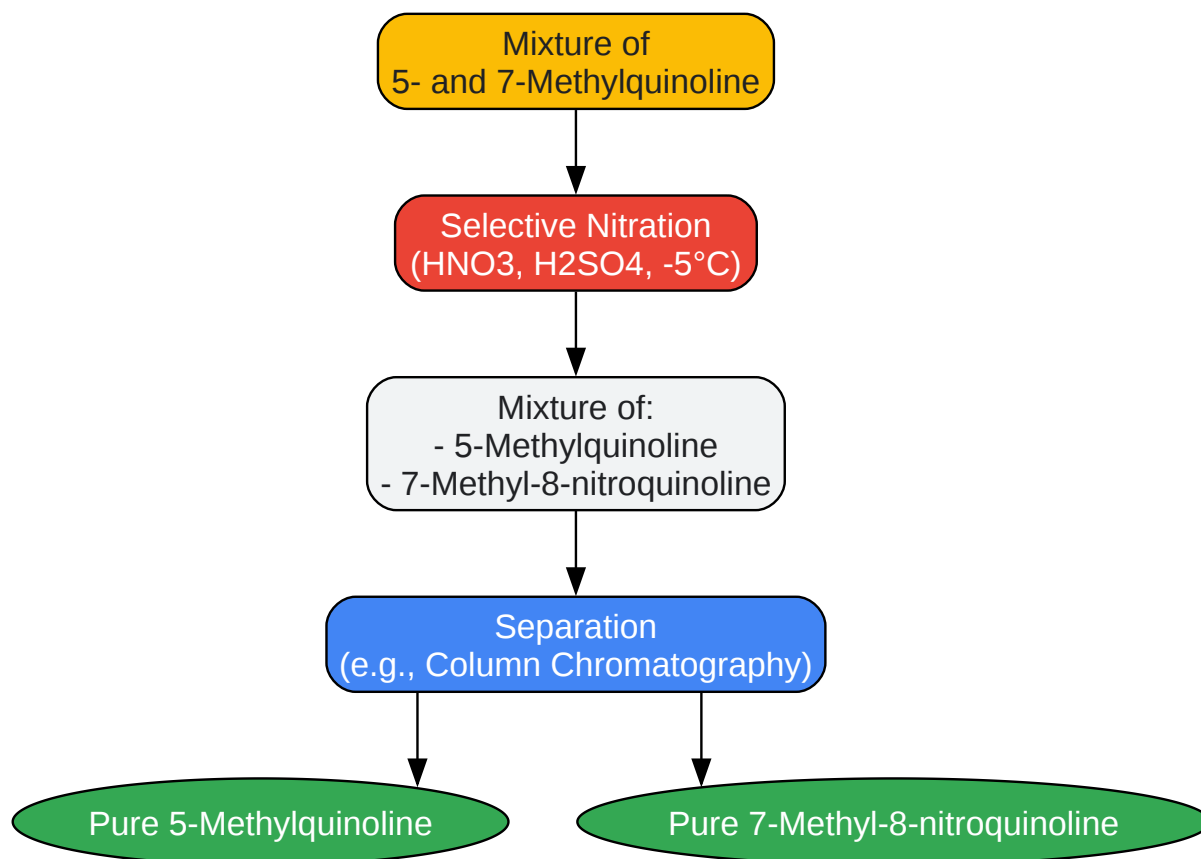 Mixture of
5- and 7-Methylquinoline
Selective Nitration
(HNO3, H2SO4, -5°C)
Mixture of:
- 5-Methylquinoline
- 7-Methyl-8-nitroquinoline
Separation
(e.g., Column Chromatography)
Pure 5-Methylquinoline
Pure 7-Methyl-8-nitroquinoline